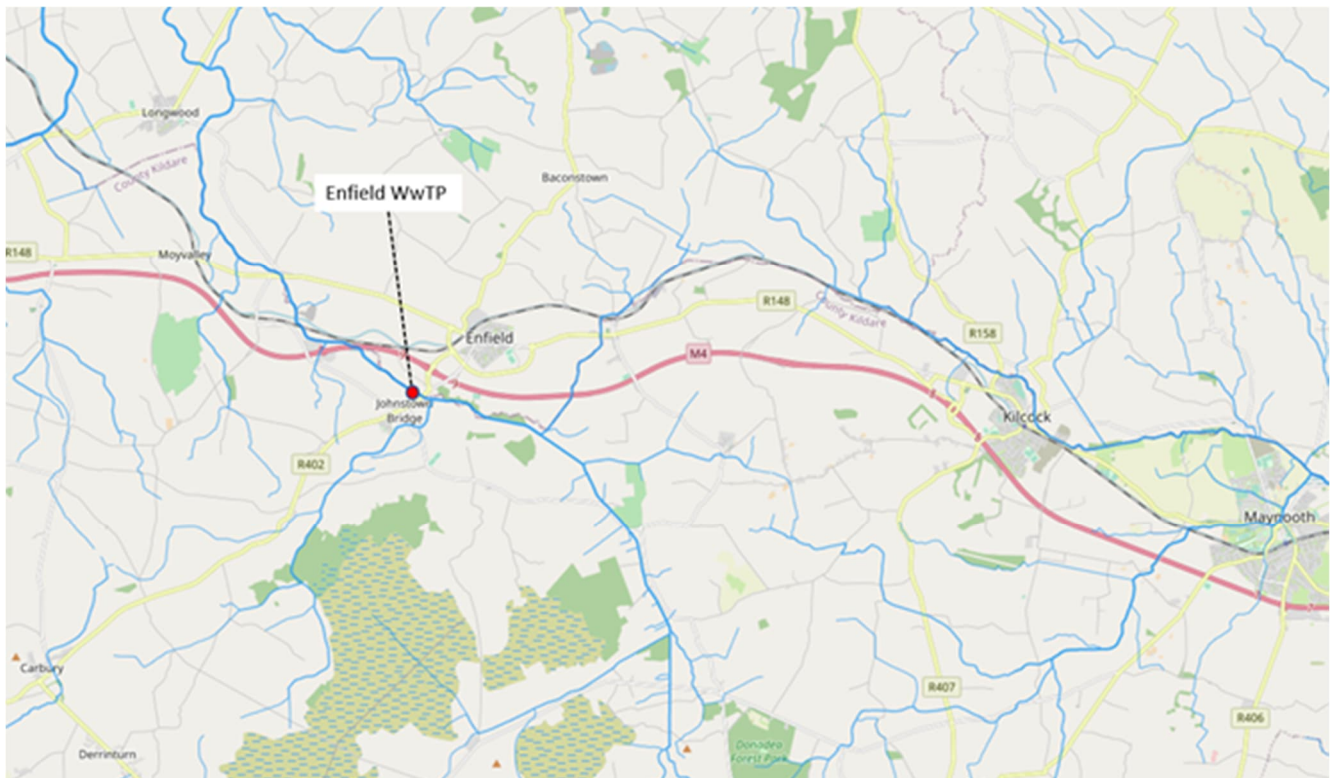 Longwood
County Kildare
Enfield WwTP
Baconstown
R148
Moyvalley
R148
County Kildare
R158
Enfield
M4
Johnstown
Bridge
Kilcock
R402
Maynooth
Carbury
R407
R406
Derrinturn
Donadea
Forest Park